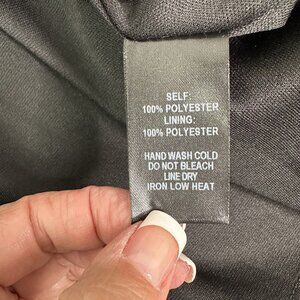 SELF:
100% POLYESTER
LINING:
100% POLYESTER
HAND WASH COLD
DO NOT BLEACH
LINE DRY
IRON LOW HEAT